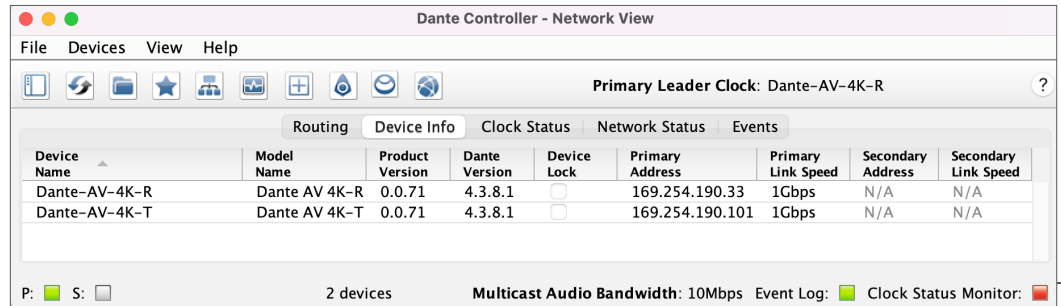 Dante Controller - Network View
File Devices View Help
Primary Leader Clock: Dante-AV-4K-R ?
Routing Device Info Clock Status Network Status Events
Device Name Model Name Product Version Dante Version Device Lock Primary Address Primary Link Speed Secondary Address Secondary Link Speed
Dante-AV-4K-R Dante AV 4K-R 0.0.71 4.3.8.1 169.254.190.33 1Gbps N/A N/A
Dante-AV-4K-T Dante AV 4K-T 0.0.71 4.3.8.1 169.254.190.101 1Gbps N/A N/A
P: S: 2 devices Multicast Audio Bandwidth: 10Mbps Event Log: Clock Status Monitor: